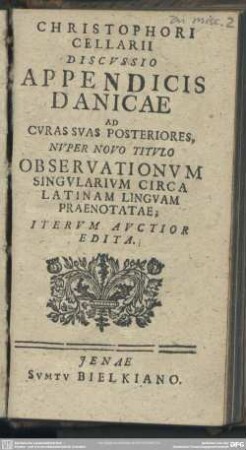 CHRISTOPHORI
CELLARII
DISCVSSIO
APPENDICIS
DANICAE
AD
CVRAS SVAS POSTERIORES,
NVPER NOVO TITVLO
OBSERVATIONVM
SINGVLARIVM CIRCA
LATINAM LINGVAM
PRAENOTATAE;
ITERVM AVCTIOR
EDITA.
JENAE
SVMTV BIELKIANO.